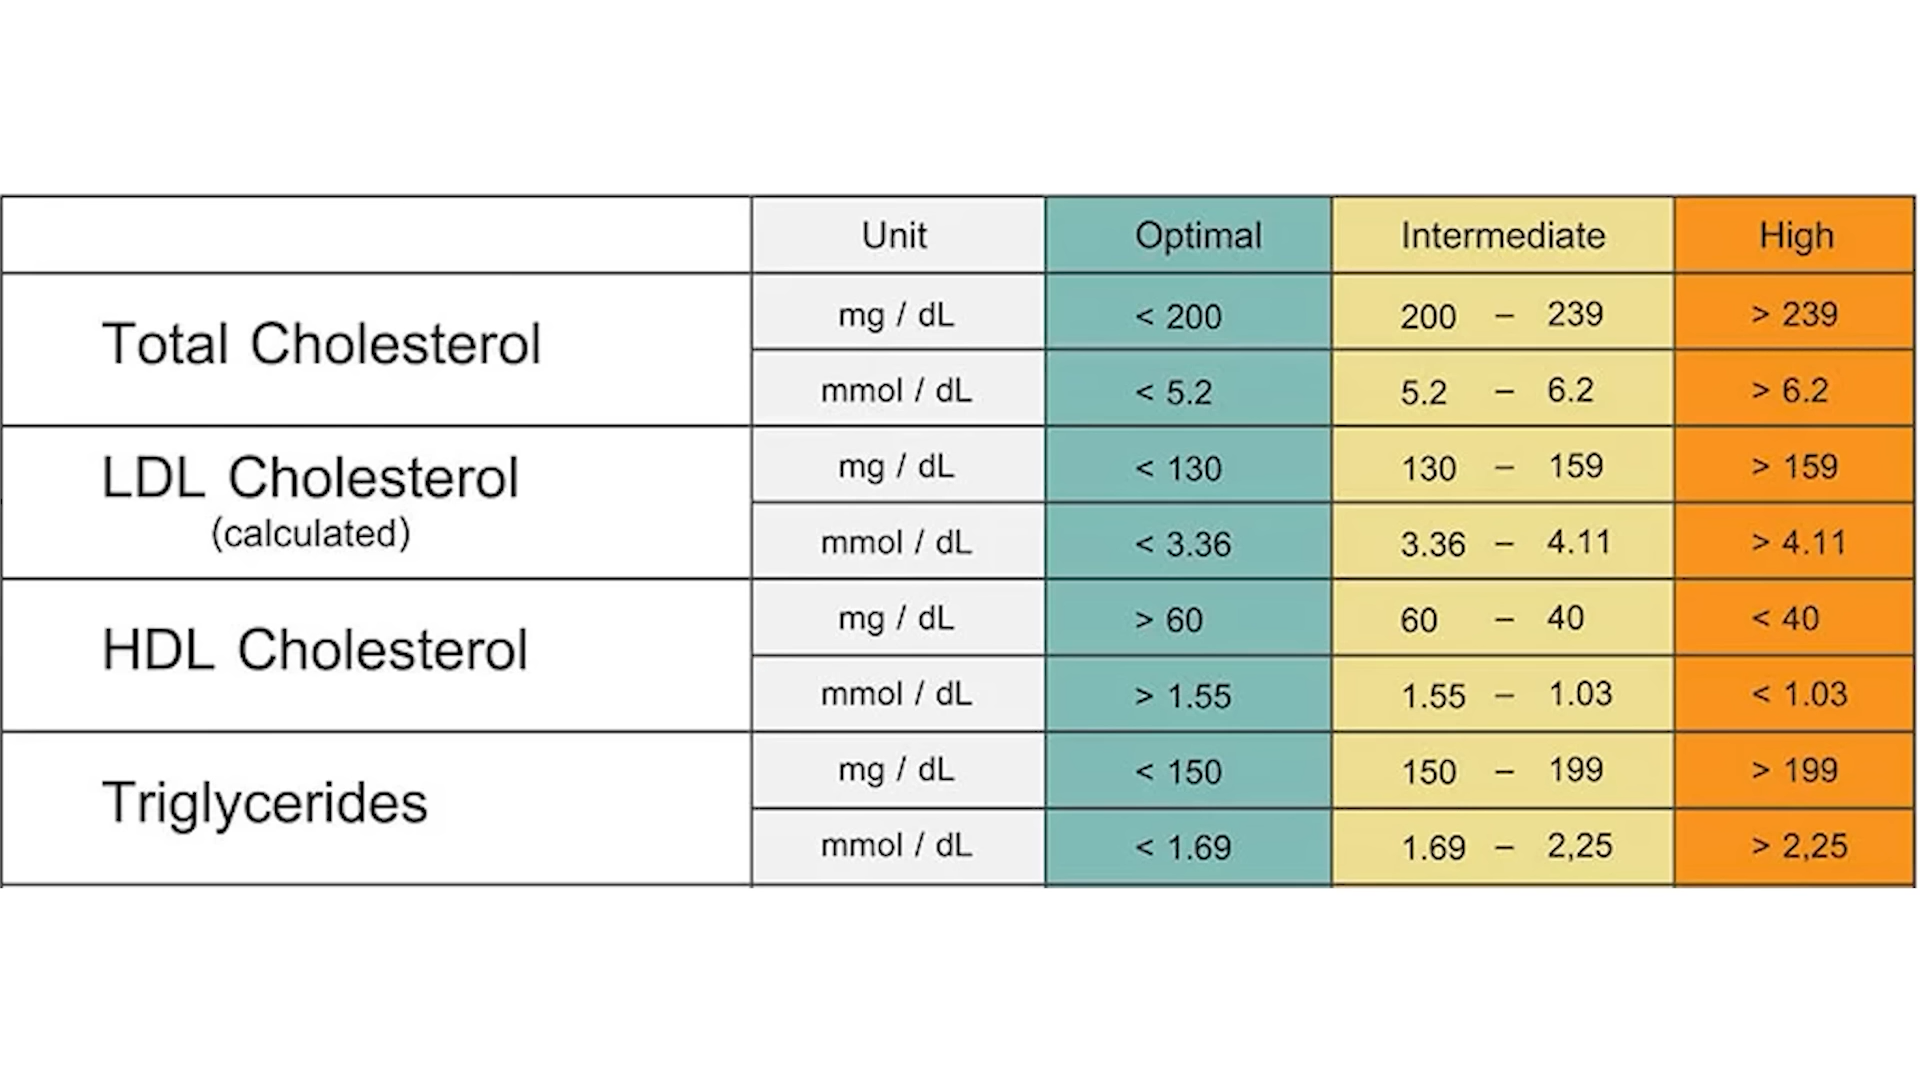 Unit Optimal Intermediate High
Total Cholesterol
mg / dL < 200 200 – 239 > 239
mmol / dL < 5.2 5.2 – 6.2 > 6.2
LDL Cholesterol
(calculated)
mg / dL < 130 130 – 159 > 159
mmol / dL < 3.36 3.36 – 4.11 > 4.11
HDL Cholesterol
mg / dL > 60 60 – 40 < 40
mmol / dL > 1.55 1.55 – 1.03 < 1.03
Triglycerides
mg / dL < 150 150 – 199 > 199
mmol / dL < 1.69 1.69 – 2,25 > 2,25